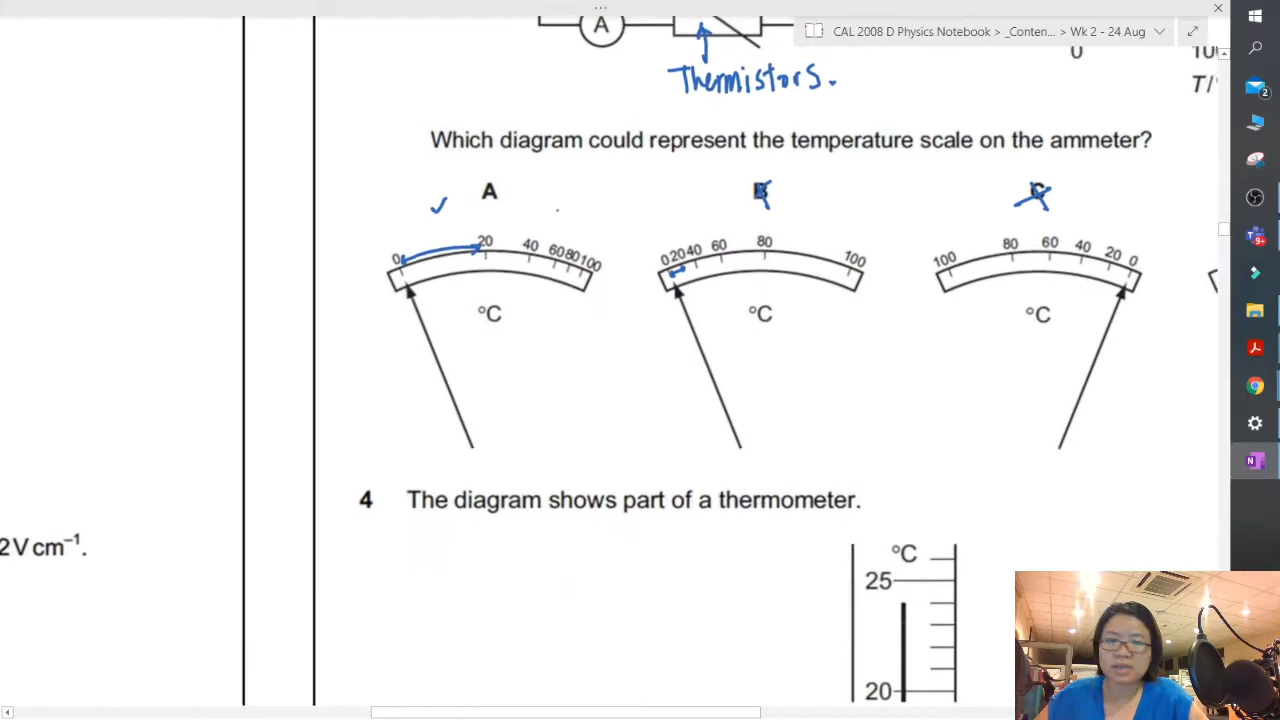 CAL 2008 D Physics Notebook > _Conten... > Wk 2 - 24 Aug
A
0
T/
Thermistors.
Which diagram could represent the temperature scale on the ammeter?
A B C
0 20 40 60 80 100
0 20 40 60 80 100
100 80 60 40 20 0
°C °C °C
4 The diagram shows part of a thermometer.
2 V cm⁻¹.
°C
25
20
2